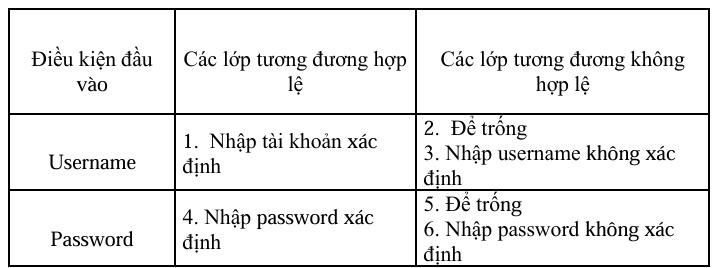 Điều kiện đầu
vào
Các lớp tương đương hợp
lệ
Các lớp tương đương không
hợp lệ
Username
1. Nhập tài khoản xác
định
2. Để trống
3. Nhập username không xác
định
Password
4. Nhập password xác
định
5. Để trống
6. Nhập password không xác
định